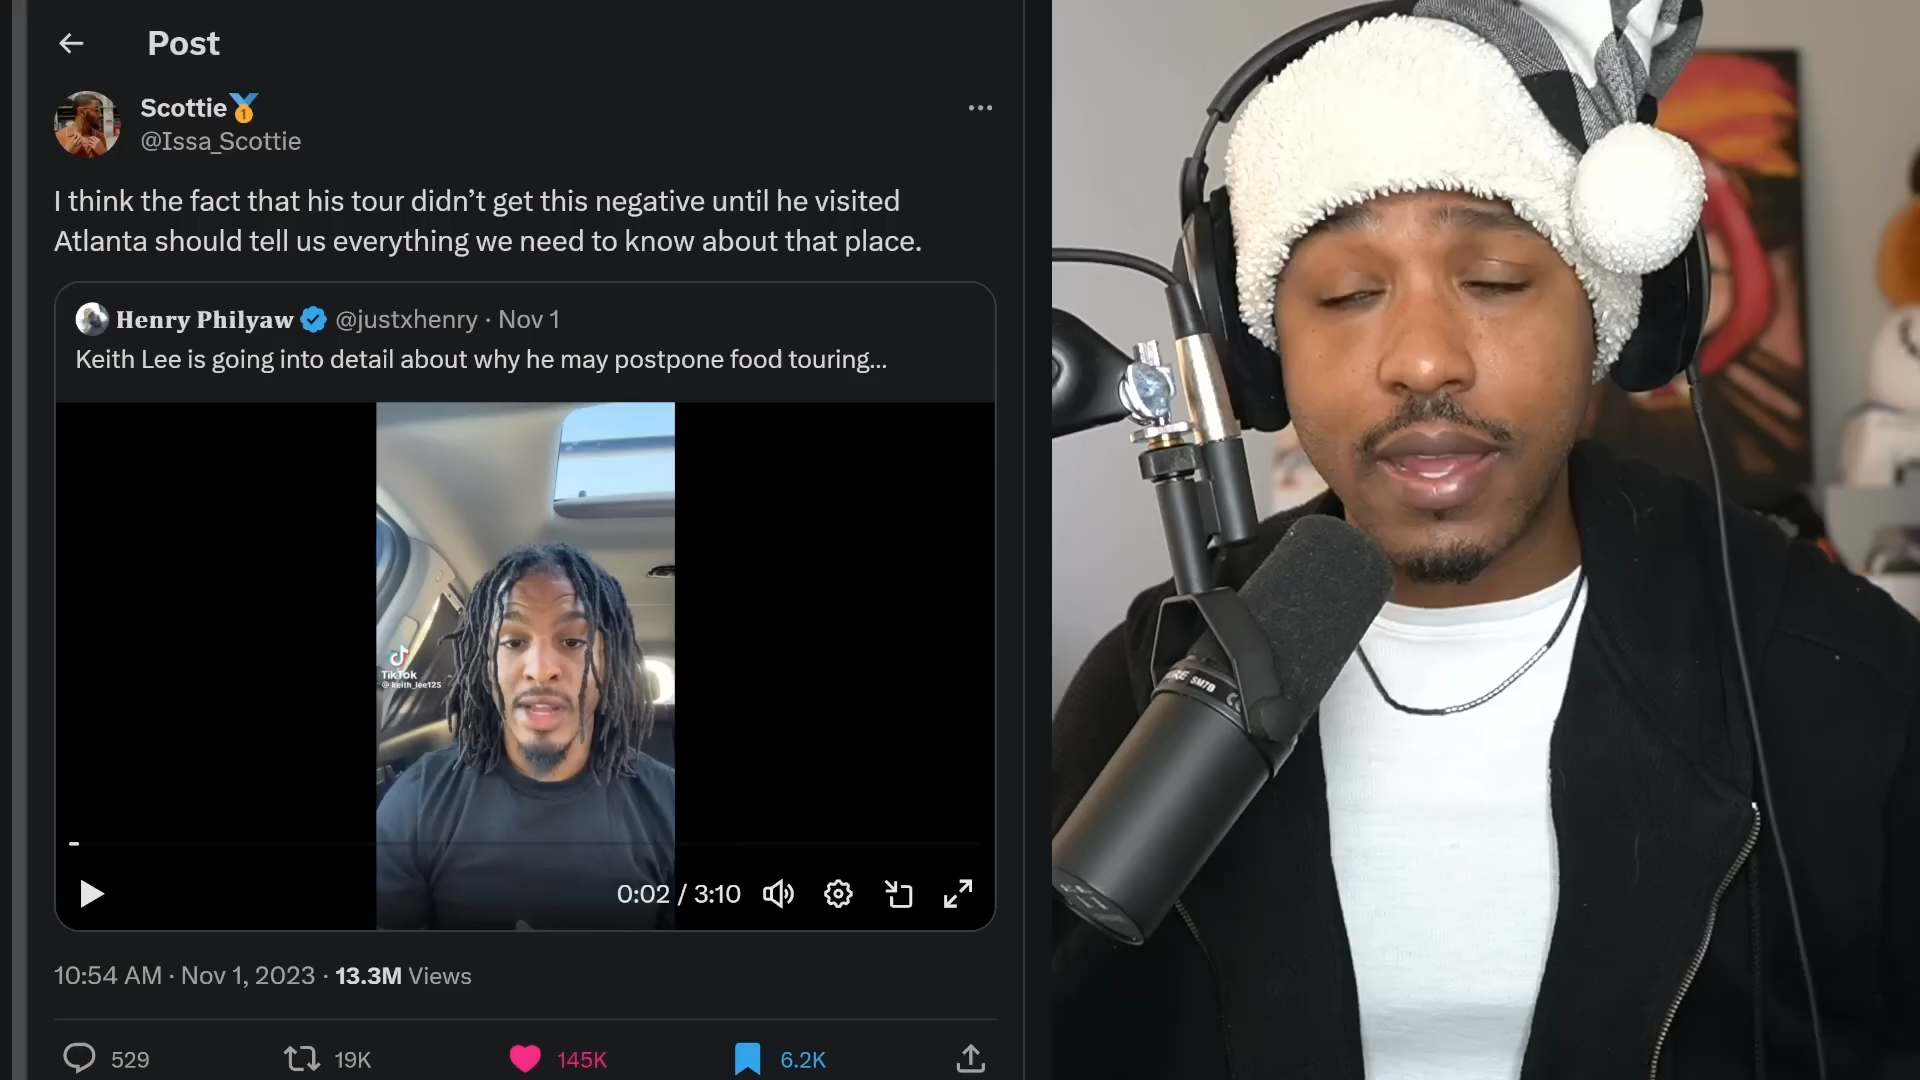 Post
Scottie
@Issa_Scottie
I think the fact that his tour didn’t get this negative until he visited
Atlanta should tell us everything we need to know about that place.
Henry Philyaw @justxhenry · Nov 1
Keith Lee is going into detail about why he may postpone food touring...
TikTok
@keith_lee125
0:02 / 3:10
10:54 AM · Nov 1, 2023 · 13.3M Views
529 19K 145K 6.2K
SM7B